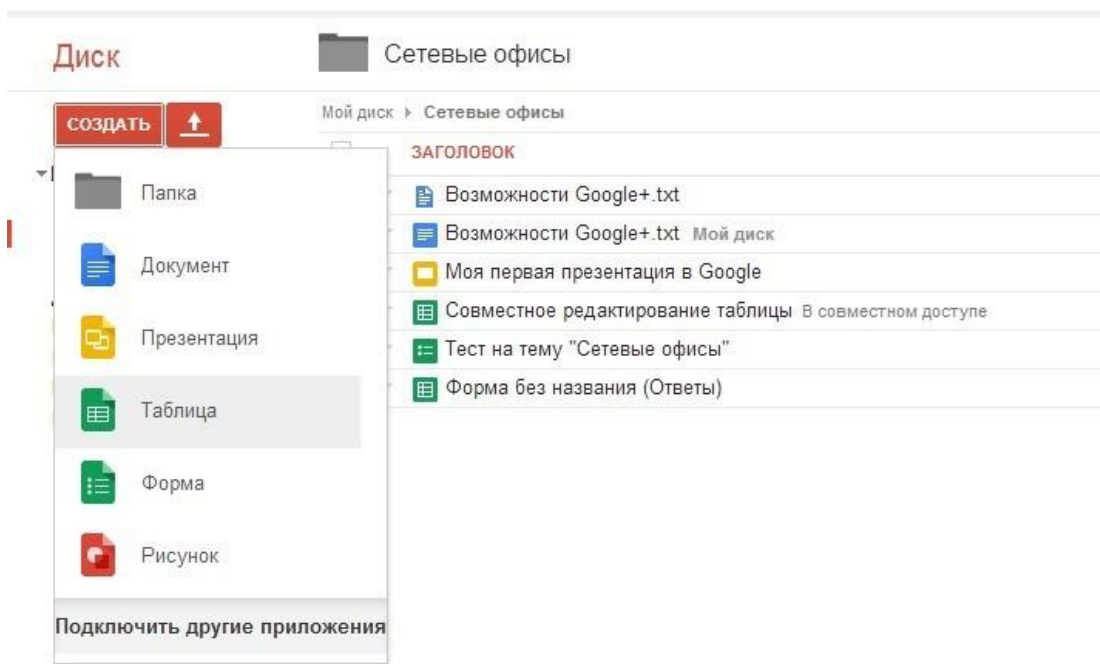 Диск
Сетевые офисы
СОЗДАТЬ
Мой диск ▸ Сетевые офисы
ЗАГОЛОВОК
Папка
Документ
Презентация
Таблица
Форма
Рисунок
Подключить другие приложения
Возможности Google+.txt
Возможности Google+.txt Мой диск
Моя первая презентация в Google
Совместное редактирование таблицы В совместном доступе
Тест на тему "Сетевые офисы"
Форма без названия (Ответы)